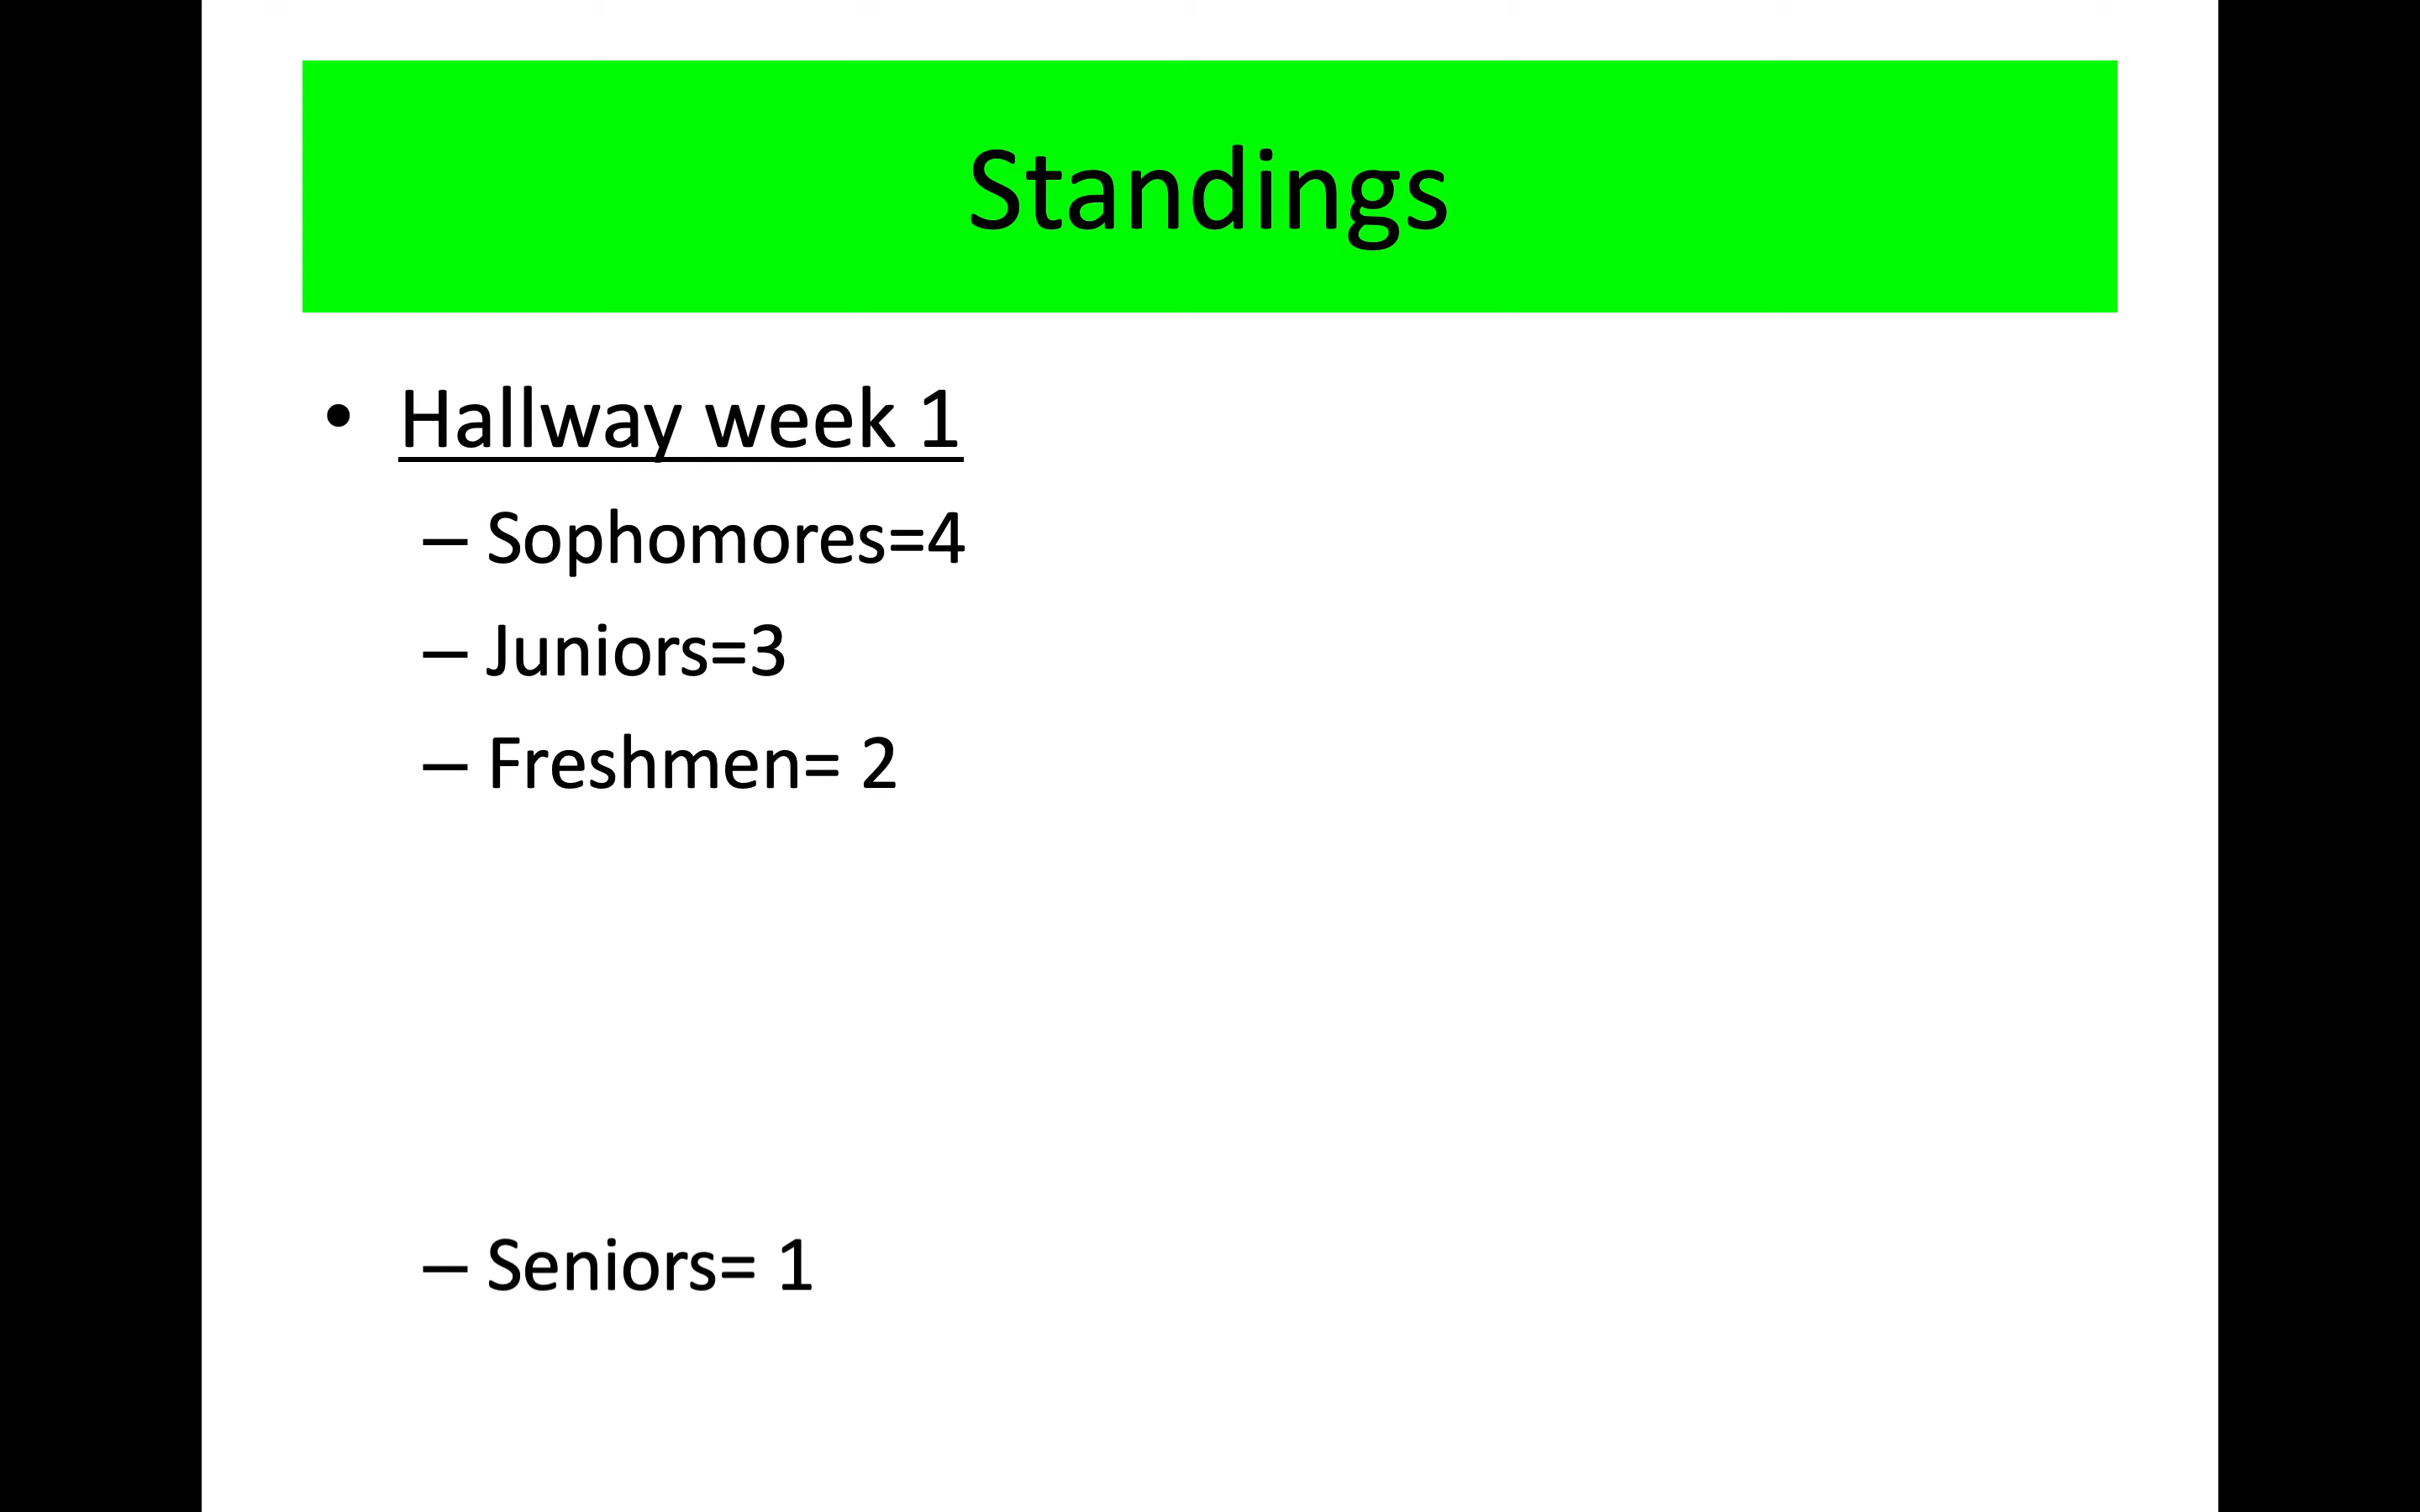 Standings
• Hallway week 1
– Sophomores=4
– Juniors=3
– Freshmen= 2
– Seniors= 1